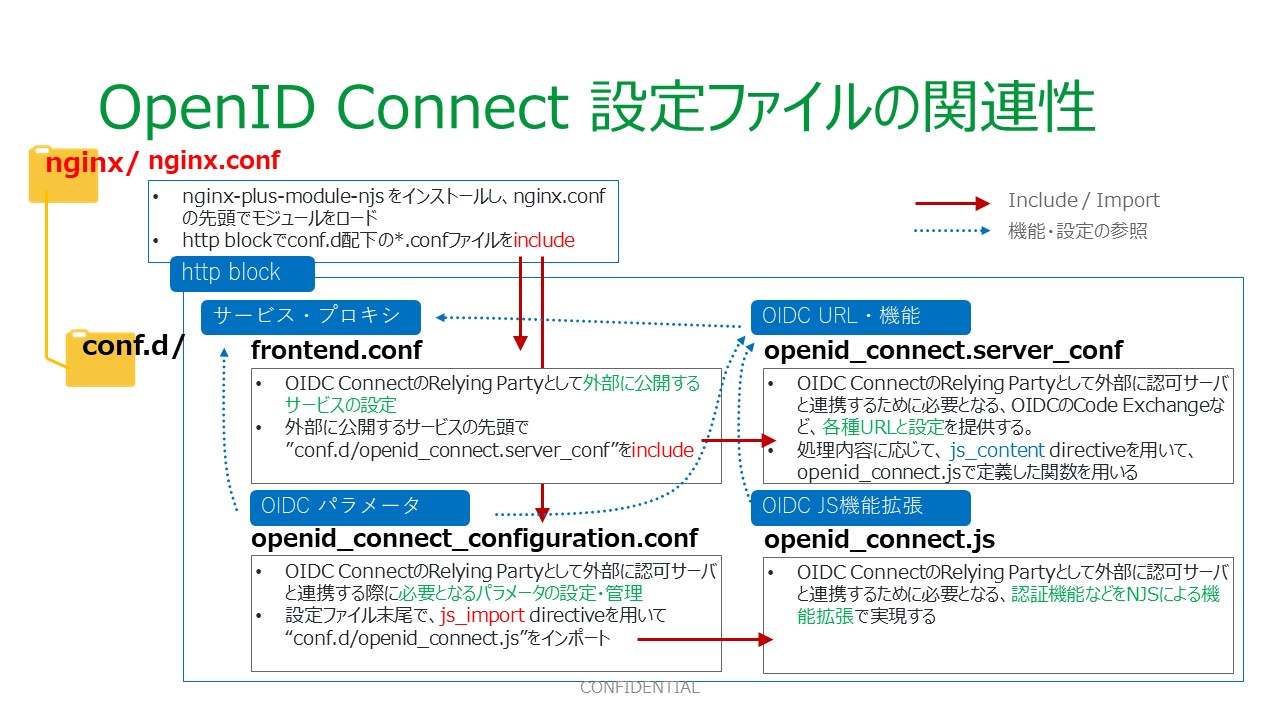 OpenID Connect 設定ファイルの関連性
nginx/ nginx.conf
• nginx-plus-module-njs をインストールし、nginx.conf
の先頭でモジュールをロード
• http blockでconf.d配下の*.confファイルをinclude
Include / Import
機能・設定の参照
http block
conf.d/
サービス・プロキシ
frontend.conf
• OIDC ConnectのRelying Partyとして外部に公開する
サービスの設定
• 外部に公開するサービスの先頭で
”conf.d/openid_connect.server_conf”をinclude
OIDC URL・機能
openid_connect.server_conf
• OIDC ConnectのRelying Partyとして外部に認可サーバ
と連携するために必要となる、OIDCのCode Exchangeな
ど、各種URLと設定を提供する。
• 処理内容に応じて、 js_content directiveを用いて、
openid_connect.jsで定義した関数を用いる
OIDC パラメータ
openid_connect_configuration.conf
• OIDC ConnectのRelying Partyとして外部に認可サーバ
と連携する際に必要となるパラメータの設定・管理
• 設定ファイル末尾で、js_import directiveを用いて
“conf.d/openid_connect.js”をインポート
OIDC JS機能拡張
openid_connect.js
• OIDC ConnectのRelying Partyとして外部に認可サーバ
と連携するために必要となる、認証機能などをNJSによる機
能拡張で実現する
CONFIDENTIAL